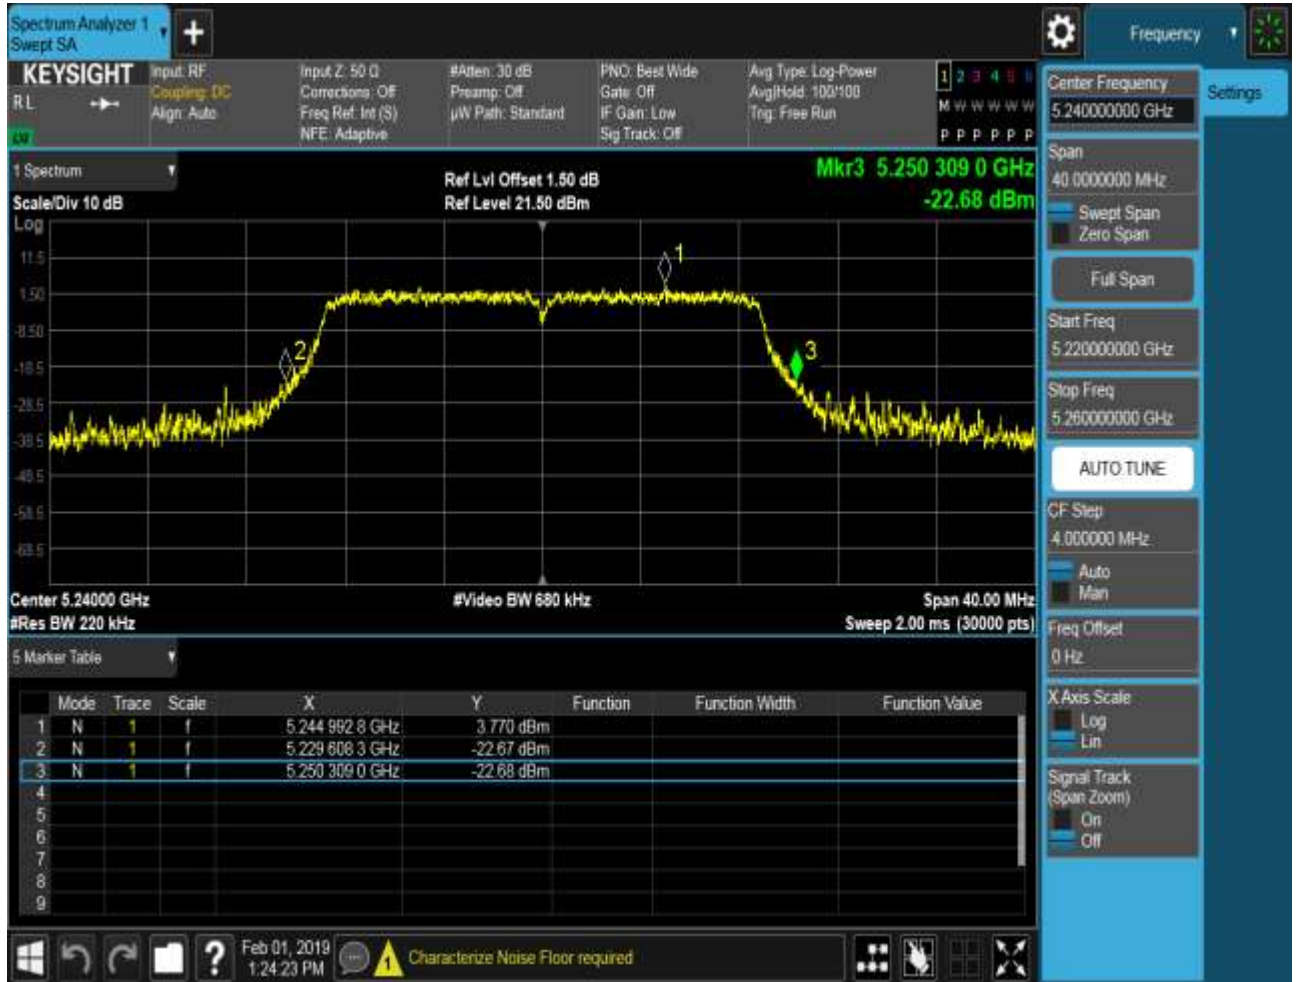 Spectrum Analyzer 1
Swept SA
+
Frequency
KEYSIGHT
RL
Input: RF
Coupling: DC
Align: Auto
Input Z: 50 Ω
Corrections: Off
Freq Ref: Int (S)
NFE: Adaptive
#Atten: 30 dB
Preamp: Off
µW Path: Standard
PNO: Best Wide
Gate: Off
IF Gain: Low
Sig Track: Off
Avg Type: Log-Power
Avg|Hold: 100/100
Trig: Free Run
1 2 3 4 5 6
M W W W W W
P P P P P P
1 Spectrum
Scale/Div 10 dB
Ref Lvl Offset 1.50 dB
Ref Level 21.50 dBm
Mkr3 5.250 309 0 GHz
-22.68 dBm
Log
11.5
1.50
-8.50
-18.5
-28.5
-38.5
-48.5
-58.5
-68.5
1
2
3
Center 5.24000 GHz
#Video BW 680 kHz
Span 40.00 MHz
#Res BW 220 kHz
Sweep 2.00 ms (30000 pts)
5 Marker Table
Mode Trace Scale X Y Function Function Width Function Value
1 N 1 f 5.244 992 8 GHz 3.770 dBm
2 N 1 f 5.229 608 3 GHz -22.67 dBm
3 N 1 f 5.250 309 0 GHz -22.68 dBm
4
5
6
7
8
9
Center Frequency
5.240000000 GHz
Settings
Span
40.0000000 MHz
Swept Span
Zero Span
Full Span
Start Freq
5.220000000 GHz
Stop Freq
5.260000000 GHz
AUTO TUNE
CF Step
4.000000 MHz
Auto
Man
Freq Offset
0 Hz
X Axis Scale
Log
Lin
Signal Track
(Span Zoom)
On
Off
?
Feb 01, 2019
1:24:23 PM
1
Characterize Noise Floor required